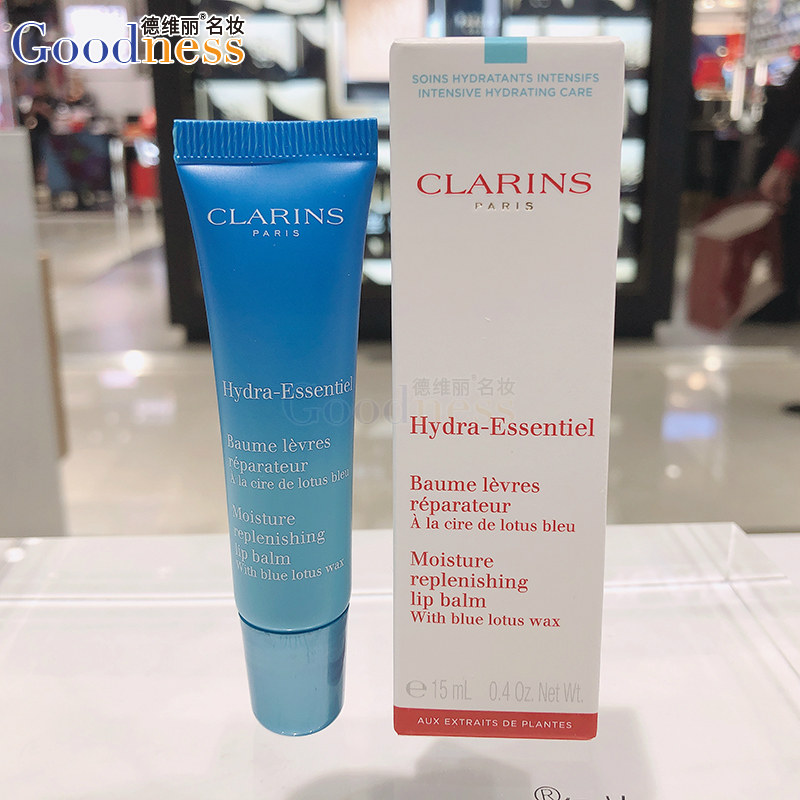 德维丽®名妆
Goodness
CLARINS
PARIS
Hydra-Essentiel
Baume lèvres
réparateur
À la cire de lotus bleu
Moisture
replenishing
lip balm
With blue lotus wax
SOINS HYDRATANTS INTENSIFS
INTENSIVE HYDRATING CARE
CLARINS
PARIS
德维丽®名妆
Goodness
Hydra-Essentiel
Baume lèvres
réparateur
À la cire de lotus bleu
Moisture
replenishing
lip balm
With blue lotus wax
℮ 15 mL 0.4 Oz. Net Wt.
AUX EXTRAITS DE PLANTES